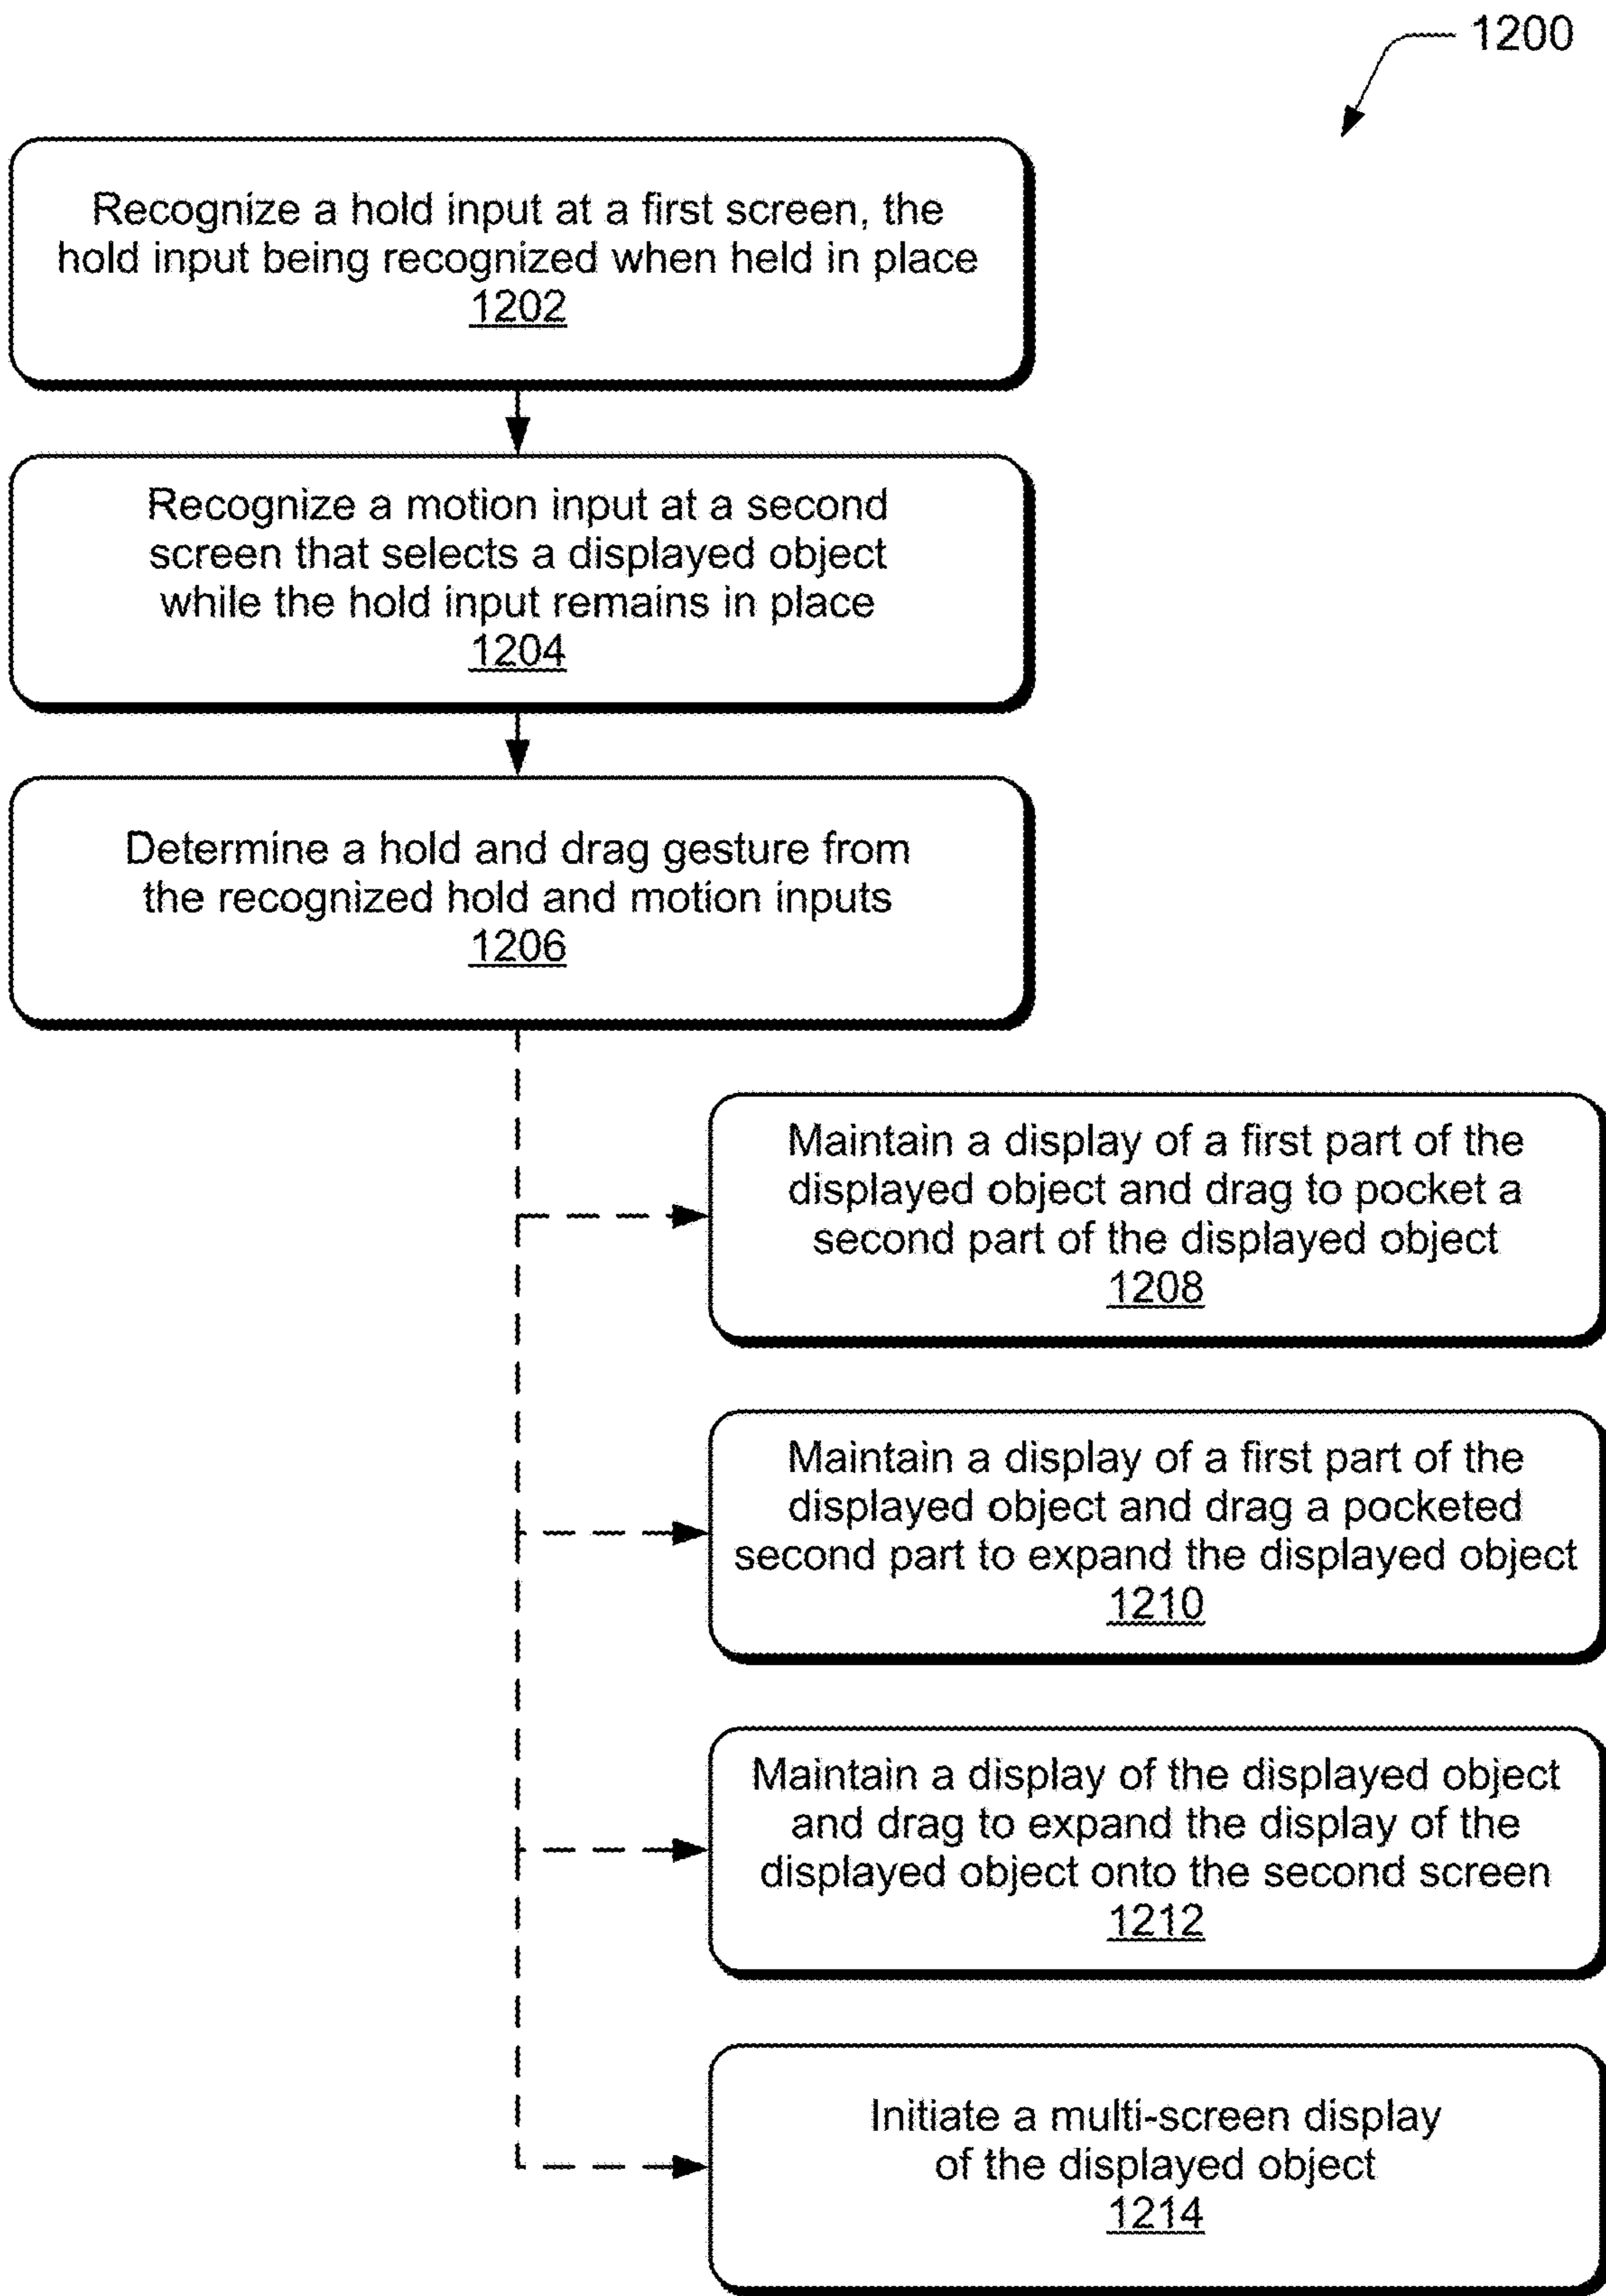 1200
Recognize a hold input at a first screen, the
hold input being recognized when held in place
1202
Recognize a motion input at a second
screen that selects a displayed object
while the hold input remains in place
1204
Determine a hold and drag gesture from
the recognized hold and motion inputs
1206
Maintain a display of a first part of the
displayed object and drag to pocket a
second part of the displayed object
1208
Maintain a display of a first part of the
displayed object and drag a pocketed
second part to expand the displayed object
1210
Maintain a display of the displayed object
and drag to expand the display of the
displayed object onto the second screen
1212
Initiate a multi-screen display
of the displayed object
1214